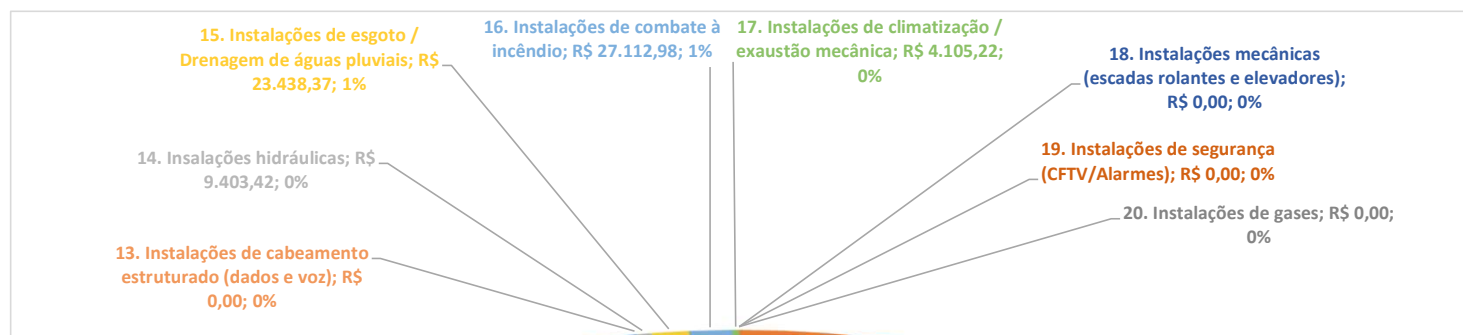 15. Instalações de esgoto /
Drenagem de águas pluviais; R$
23.438,37; 1%
16. Instalações de combate à
incêndio; R$ 27.112,98; 1%
17. Instalações de climatização /
exaustão mecânica; R$ 4.105,22;
0%
18. Instalações mecânicas
(escadas rolantes e elevadores);
R$ 0,00; 0%
14. Insalações hidráulicas; R$
9.403,42; 0%
19. Instalações de segurança
(CFTV/Alarmes); R$ 0,00; 0%
20. Instalações de gases; R$ 0,00;
0%
13. Instalações de cabeamento
estruturado (dados e voz); R$
0,00; 0%